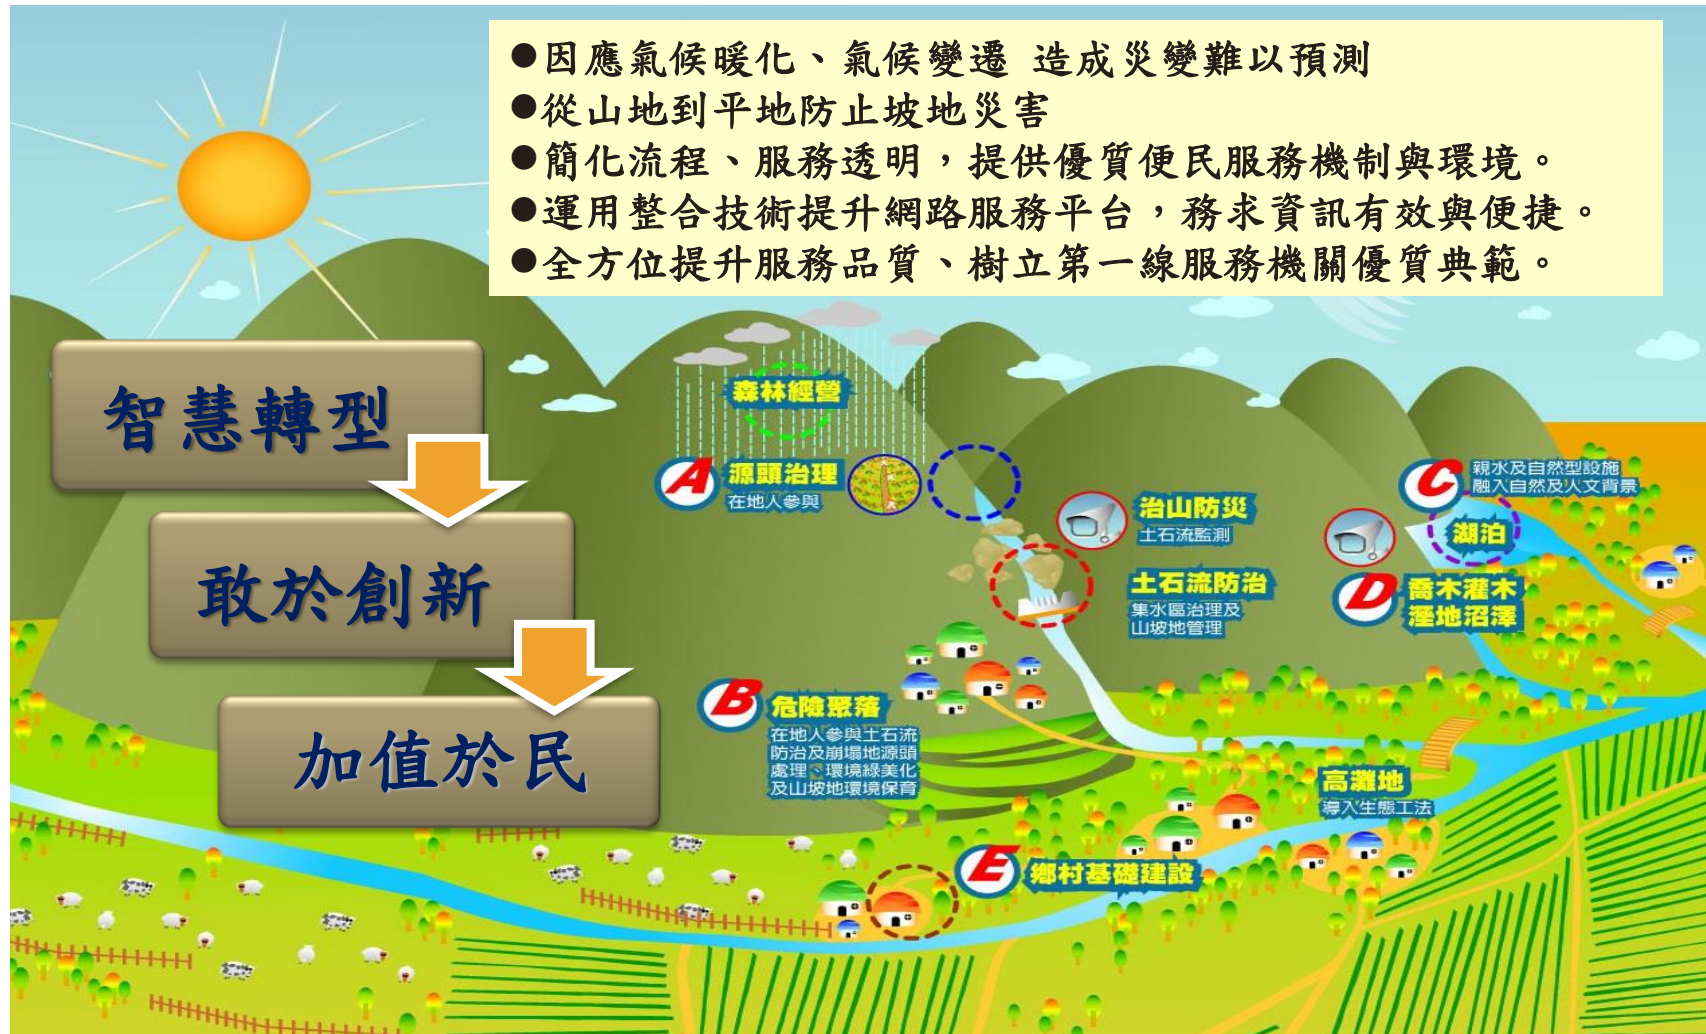 ●因應氣候暖化、氣候變遷 造成災變難以預測
●從山地到平地防止坡地災害
●簡化流程、服務透明，提供優質便民服務機制與環境。
●運用整合技術提升網路服務平台，務求資訊有效與便捷。
●全方位提升服務品質、樹立第一線服務機關優質典範。
智慧轉型
敢於創新
加值於民
森林經營
A 源頭治理
在地人參與
治山防災
土石流監測
土石流防治
集水區治理及
山坡地管理
C 親水及自然型設施
融入自然及人文背景
湖泊
D 喬木灌木
溼地沼澤
B 危險聚落
在地人參與土石流
防治及崩塌地源頭
處理、環境綠美化
及山坡地環境保育
高灘地
導入生態工法
E 鄉村基礎建設